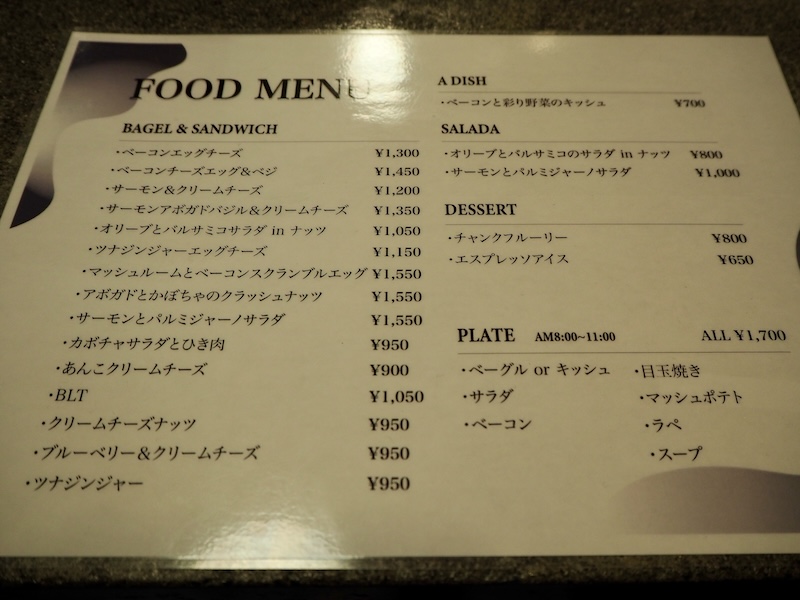 FOOD MENU
BAGEL & SANDWICH
・ベーコンエッグチーズ ¥1,300
・ベーコンチーズエッグ&ベジ ¥1,450
・サーモン&クリームチーズ ¥1,200
・サーモンアボガドバジル&クリームチーズ ¥1,350
・オリーブとバルサミコサラダ in ナッツ ¥1,050
・ツナジンジャーエッグチーズ ¥1,150
・マッシュルームとベーコンスクランブルエッグ ¥1,550
・アボガドとかぼちゃのクラッシュナッツ ¥1,550
・サーモンとパルミジャーノサラダ ¥1,550
・カボチャサラダとひき肉 ¥950
・あんこクリームチーズ ¥900
・BLT ¥1,050
・クリームチーズナッツ ¥950
・ブルーベリー&クリームチーズ ¥950
・ツナジンジャー ¥950
A DISH
・ベーコンと彩り野菜のキッシュ ¥700
SALADA
・オリーブとバルサミコのサラダ in ナッツ ¥800
・サーモンとパルミジャーノサラダ ¥1,000
DESSERT
・チャンクフルーリー ¥800
・エスプレッソアイス ¥650
PLATE AM8:00~11:00 ALL ¥1,700
・ベーグル or キッシュ ・目玉焼き
・サラダ ・マッシュポテト
・ベーコン ・ラペ
・スープ